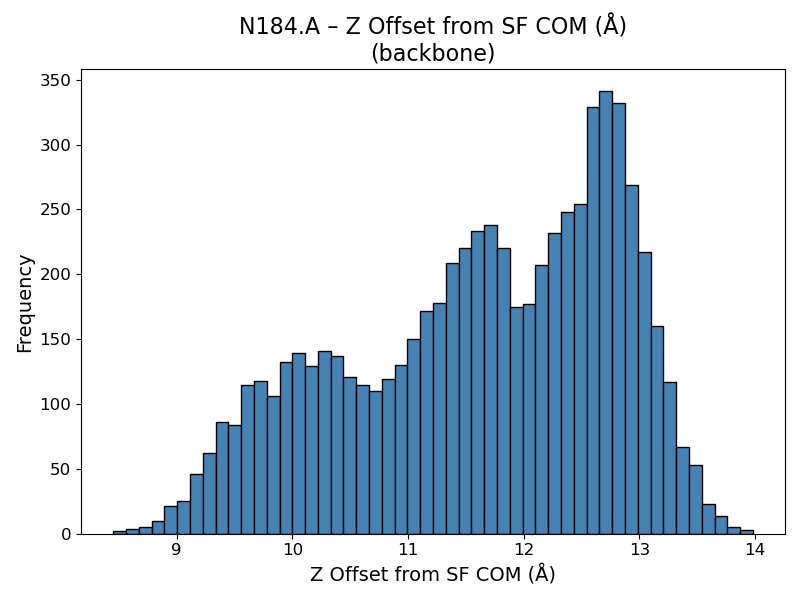 N184.A – Z Offset from SF COM (Å)
(backbone)
350
300
250
200
150
100
50
0
Frequency
9 10 11 12 13 14
Z Offset from SF COM (Å)